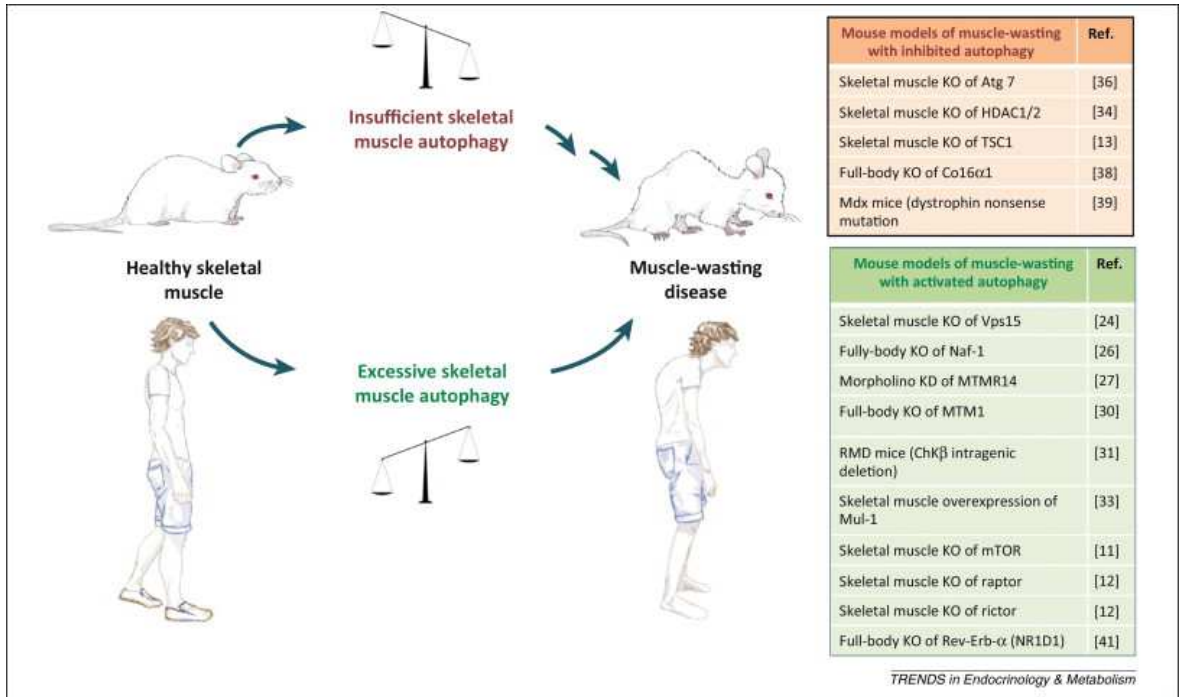 Insufficient skeletal
muscle autophagy
Healthy skeletal
muscle
Muscle-wasting
disease
Excessive skeletal
muscle autophagy
Mouse models of muscle-wasting
with inhibited autophagy
Ref.
Skeletal muscle KO of Atg 7 [36]
Skeletal muscle KO of HDAC1/2 [34]
Skeletal muscle KO of TSC1 [13]
Full-body KO of Co16α1 [38]
Mdx mice (dystrophin nonsense [39]
mutation
Mouse models of muscle-wasting
with activated autophagy
Ref.
Skeletal muscle KO of Vps15 [24]
Fully-body KO of Naf-1 [26]
Morpholino KD of MTMR14 [27]
Full-body KO of MTM1 [30]
RMD mice (ChKβ intragenic [31]
deletion)
Skeletal muscle overexpression of [33]
Mul-1
Skeletal muscle KO of mTOR [11]
Skeletal muscle KO of raptor [12]
Skeletal muscle KO of rictor [12]
Full-body KO of Rev-Erb-α (NR1D1) [41]
TRENDS in Endocrinology & Metabolism